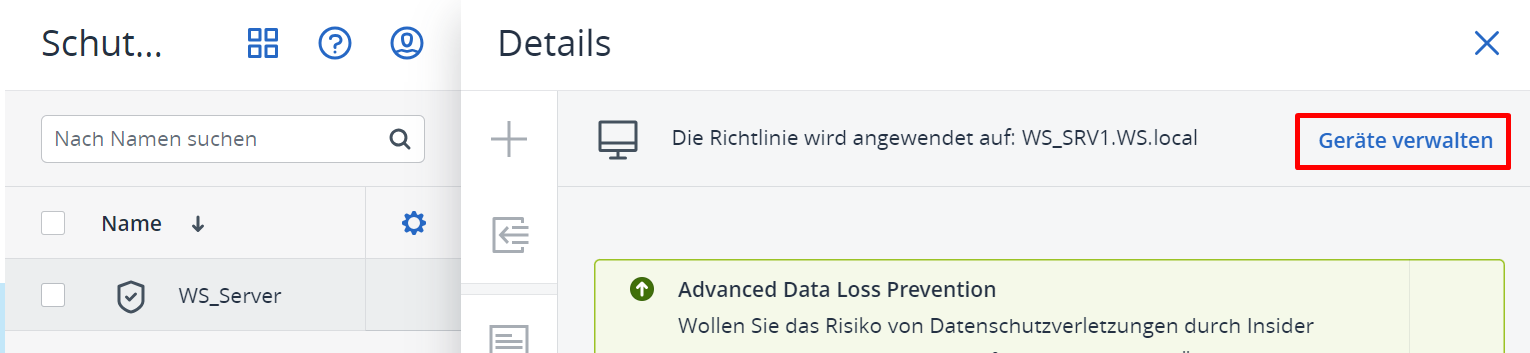 Schut...
Nach Namen suchen
Name
WS_Server
Details
Die Richtlinie wird angewendet auf: WS_SRV1.WS.local
Geräte verwalten
Advanced Data Loss Prevention
Wollen Sie das Risiko von Datenschutzverletzungen durch Insider